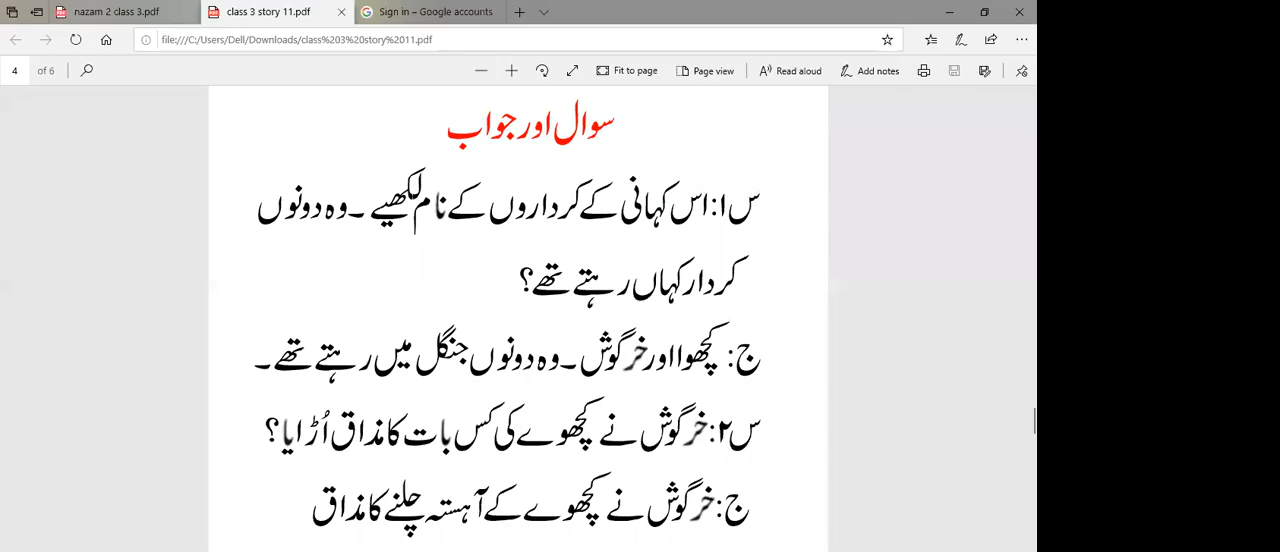 nazam 2 class 3.pdf
class 3 story 11.pdf
Sign in – Google accounts
file:///C:/Users/Dell/Downloads/class%203%20story%2011.pdf
4 of 6
Fit to page
Page view
Read aloud
Add notes
سوال اور جواب
س۱: اس کہانی کے کرداروں کے نام لکھیے ۔ وہ دونوں
کردار کہاں رہتے تھے؟
ج: کچھوا اور خرگوش ۔ وہ دونوں جنگل میں رہتے تھے ۔
س۲: خرگوش نے کچھوے کی کس بات کا مذاق اُڑایا؟
ج: خرگوش نے کچھوے کے آہستہ چلنے کا مذاق